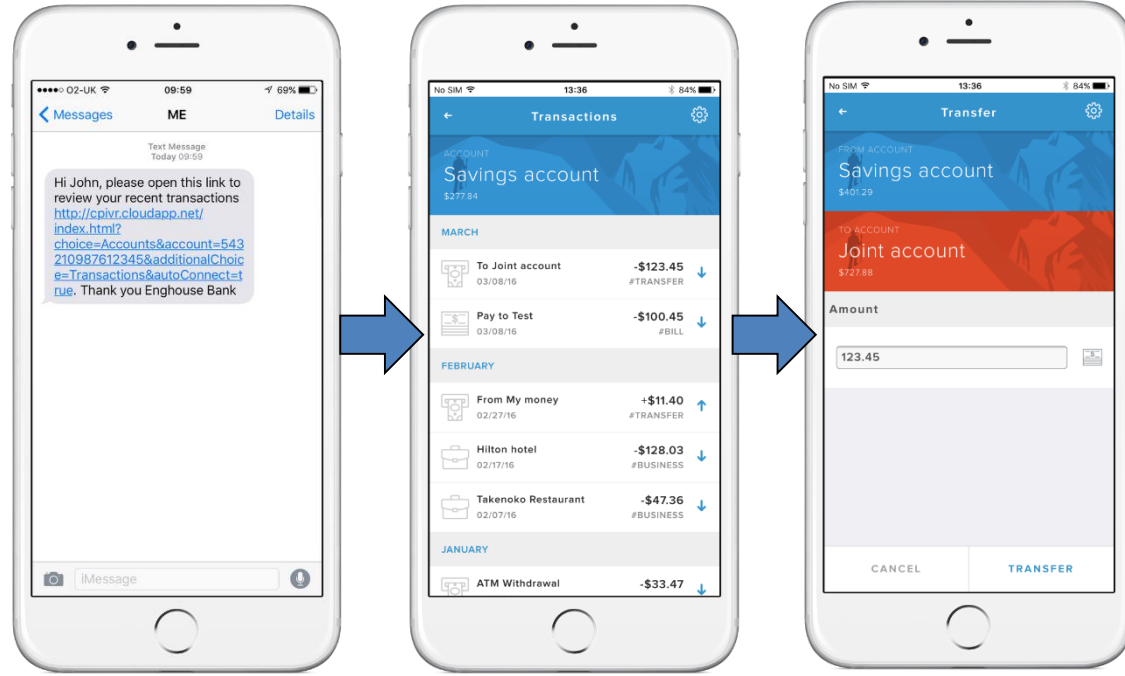 O2-UK 09:59 69%
Messages ME Details
Text Message
Today 09:59
Hi John, please open this link to
review your recent transactions
http://cpivr.cloudapp.net/
index.html?
choice=Accounts&account=543
210987612345&additionalChoic
e=Transactions&autoConnect=t
rue. Thank you Enghouse Bank
iMessage
No SIM 13:36 84%
Transactions
ACCOUNT
Savings account
$277.84
MARCH
To Joint account -$123.45
03/08/16 #TRANSFER
Pay to Test -$100.45
03/08/16 #BILL
FEBRUARY
From My money +$11.40
02/27/16 #TRANSFER
Hilton hotel -$128.03
02/17/16 #BUSINESS
Takenoko Restaurant -$47.36
02/07/16 #BUSINESS
JANUARY
ATM Withdrawal -$33.47
No SIM 13:36 84%
Transfer
FROM ACCOUNT
Savings account
$401.29
TO ACCOUNT
Joint account
$727.88
Amount
123.45
CANCEL TRANSFER